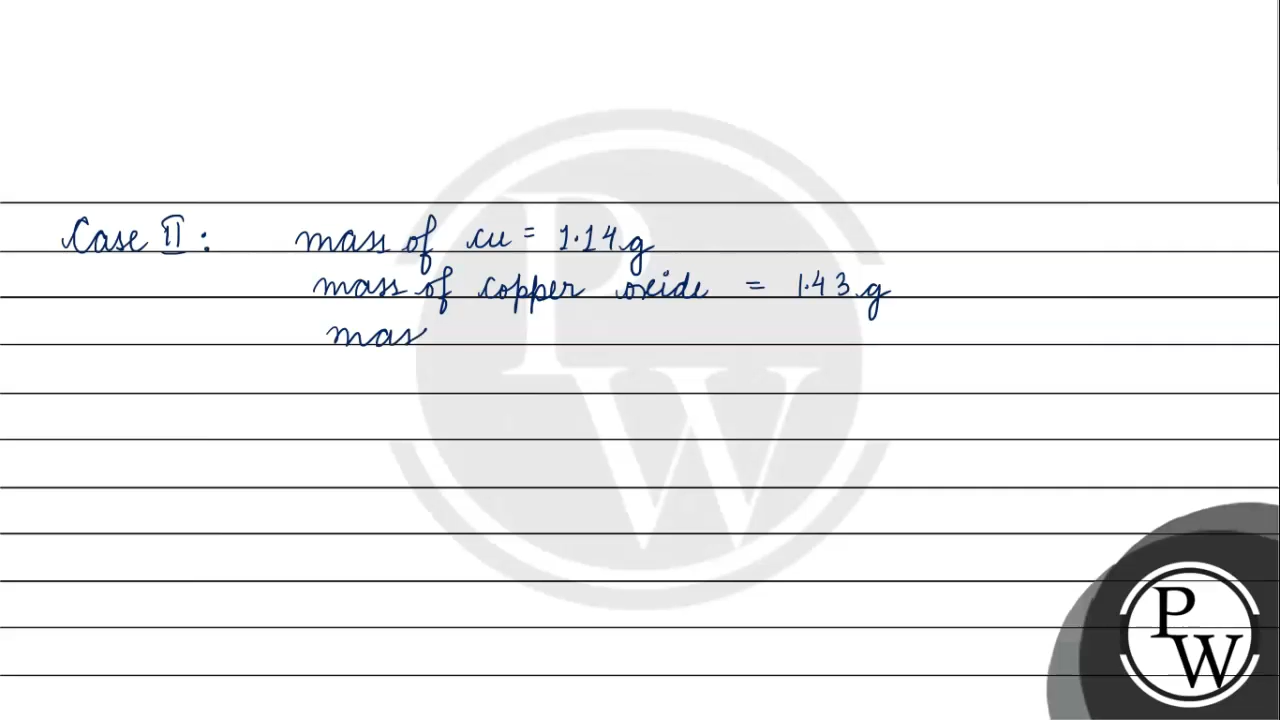 Case II : mass of cu = 1.14 g
mass of copper oxide = 1.43 g
mas
P
W
P
W